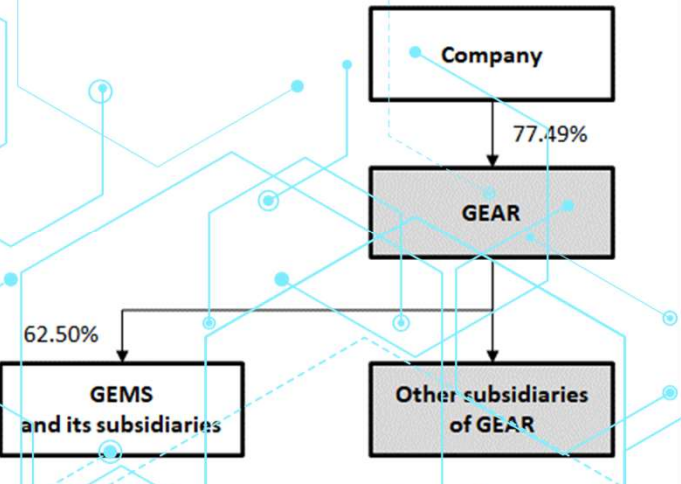 Company
77.49%
GEAR
62.50%
GEMS
and its subsidiaries
Other subsidiaries
of GEAR